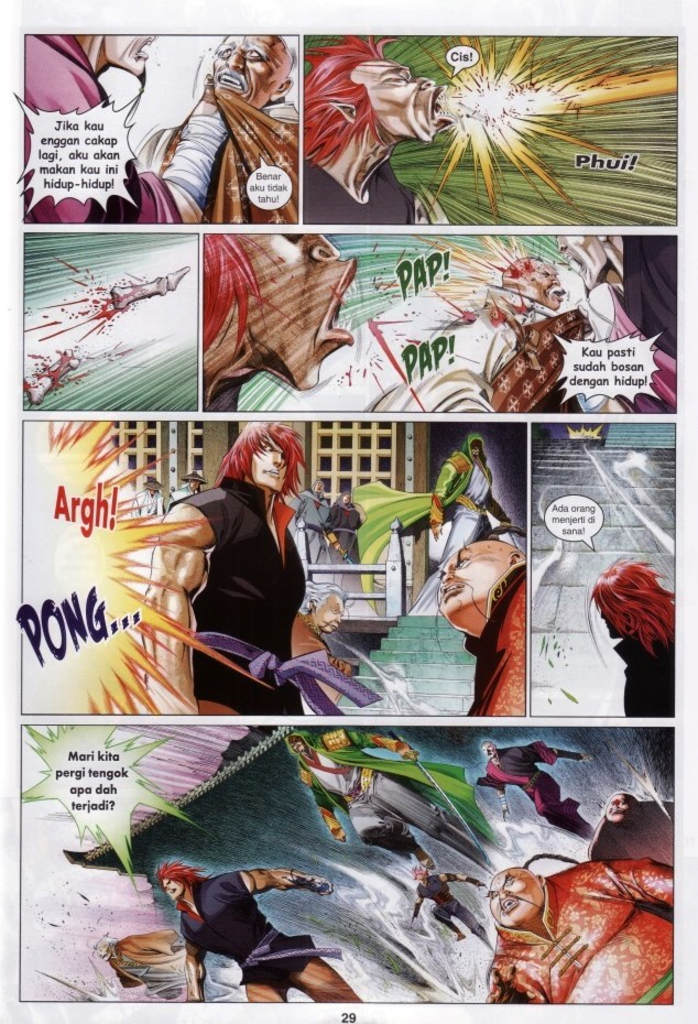 Jika kau
enggan cakap
lagi, aku akan
makan kau ini
hidup-hidup!
Benar
aku tidak
tahu!
Cis!
Phui!
PAP!
PAP!
Kau pasti
sudah bosan
dengan hidup!
Argh!
PONG...
Ada orang
menjerti di
sana!
Mari kita
pergi tengok
apa dah
terjadi?
29